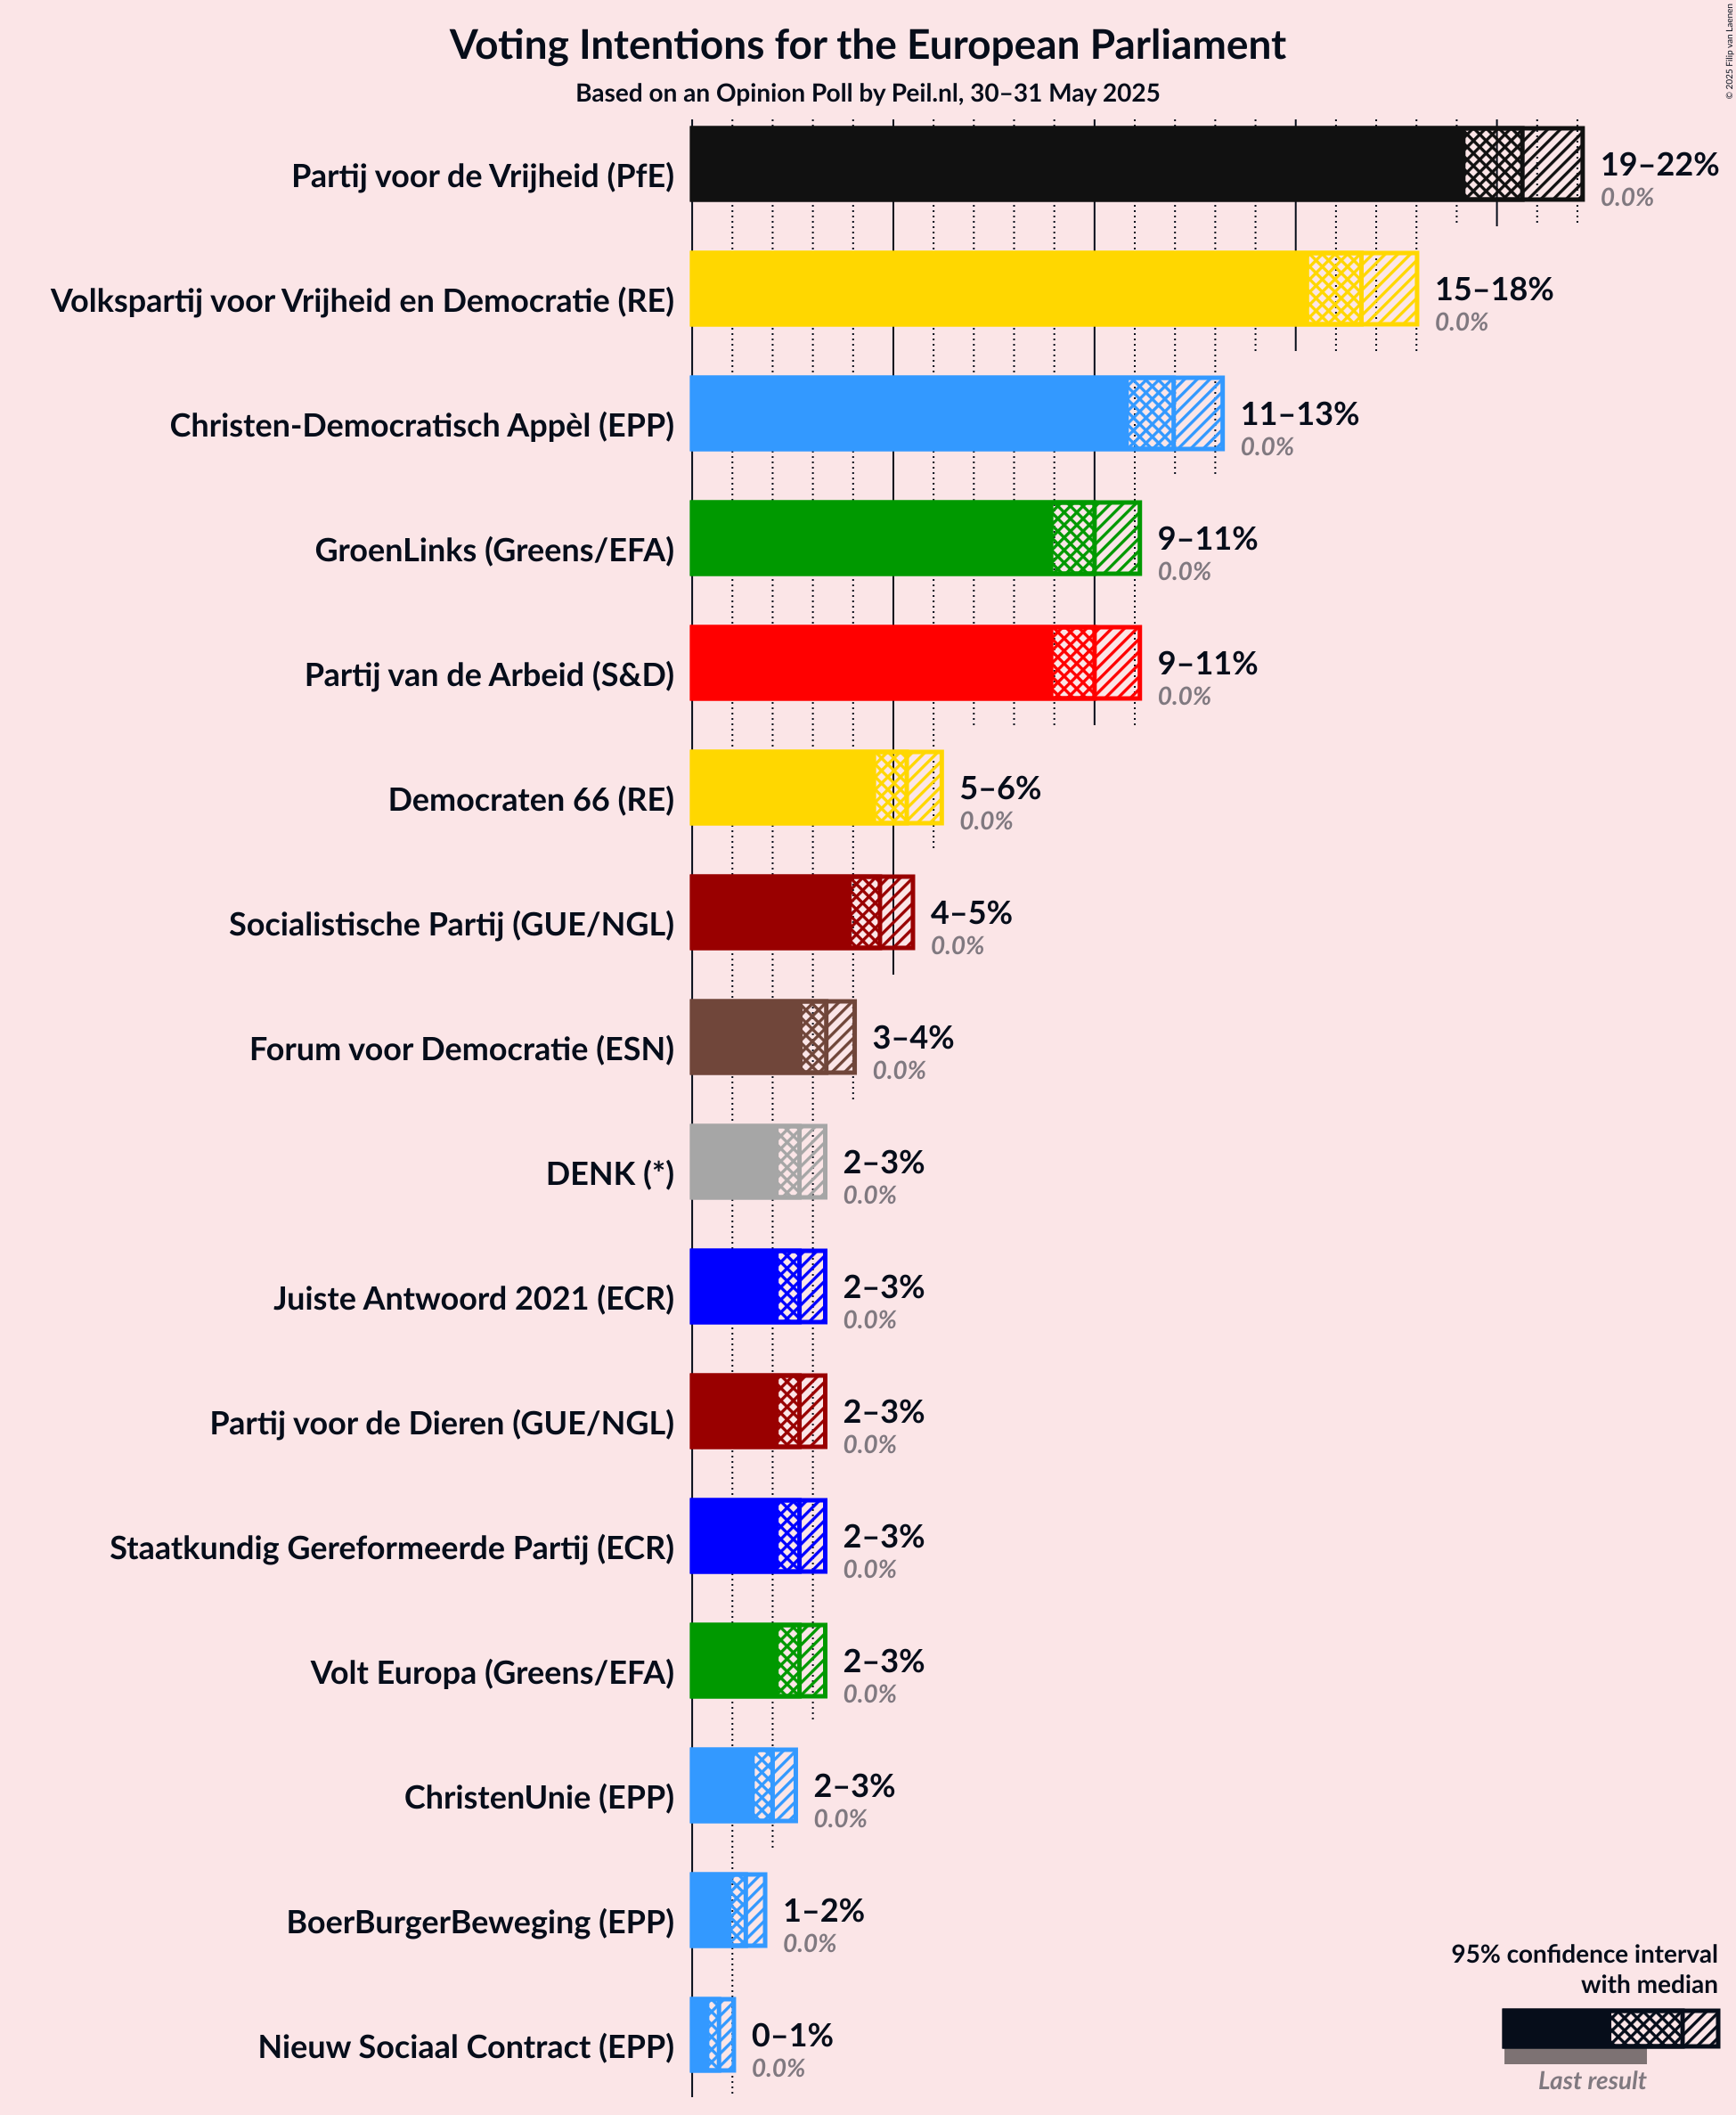 Voting Intentions for the European Parliament
Based on an Opinion Poll by Peil.nl, 30–31 May 2025
© 2025 Filip van Laenen
Partij voor de Vrijheid (PfE)
19–22%
0.0%
Volkspartij voor Vrijheid en Democratie (RE)
15–18%
0.0%
Christen-Democratisch Appèl (EPP)
11–13%
0.0%
GroenLinks (Greens/EFA)
9–11%
0.0%
Partij van de Arbeid (S&D)
9–11%
0.0%
Democraten 66 (RE)
5–6%
0.0%
Socialistische Partij (GUE/NGL)
4–5%
0.0%
Forum voor Democratie (ESN)
3–4%
0.0%
DENK (*)
2–3%
0.0%
Juiste Antwoord 2021 (ECR)
2–3%
0.0%
Partij voor de Dieren (GUE/NGL)
2–3%
0.0%
Staatkundig Gereformeerde Partij (ECR)
2–3%
0.0%
Volt Europa (Greens/EFA)
2–3%
0.0%
ChristenUnie (EPP)
2–3%
0.0%
BoerBurgerBeweging (EPP)
1–2%
0.0%
Nieuw Sociaal Contract (EPP)
0–1%
0.0%
95% confidence interval
with median
Last result